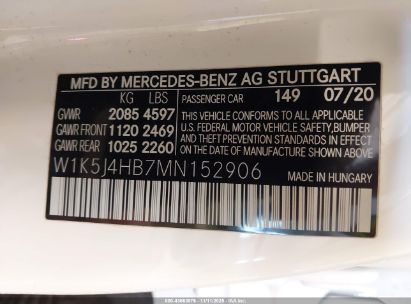 MFD BY MERCEDES-BENZ AG STUTTGART
KG LBS
GVWR 2085 4597
GAWR FRONT 1120 2469
GAWR REAR 1025 2260
PASSENGER CAR 149 07/20
THIS VEHICLE CONFORMS TO ALL APPLICABLE
U.S. FEDERAL MOTOR VEHICLE SAFETY, BUMPER
AND THEFT PREVENTION STANDARDS IN EFFECT
ON THE DATE OF MANUFACTURE SHOWN ABOVE.
W1K5J4HB7MN152906
MADE IN HUNGARY